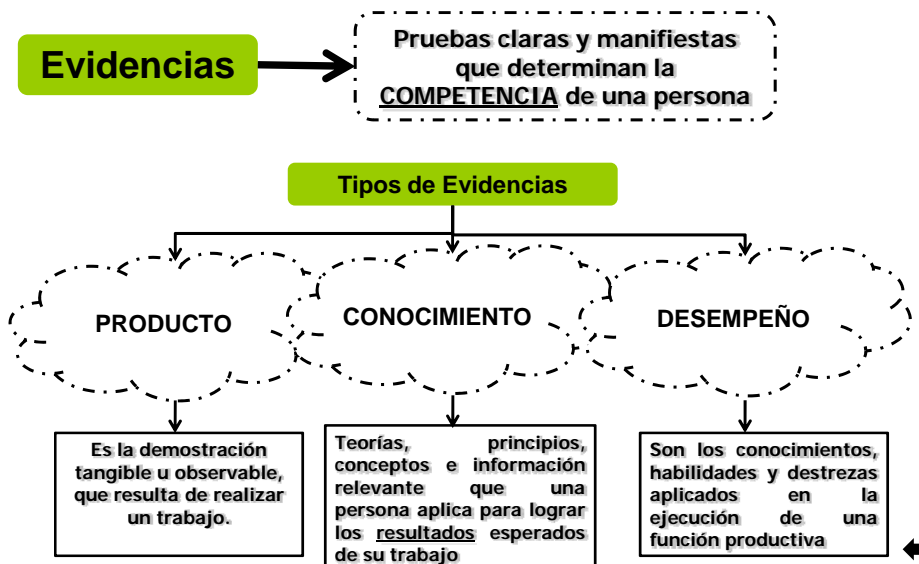 Evidencias
Pruebas claras y manifiestas
que determinan la
COMPETENCIA de una persona
Tipos de Evidencias
PRODUCTO
CONOCIMIENTO
DESEMPEÑO
Es la demostración
tangible u observable,
que resulta de realizar
un trabajo.
Teorías, principios,
conceptos e información
relevante que una
persona aplica para lograr
los resultados esperados
de su trabajo
Son los conocimientos,
habilidades y destrezas
aplicados en la
ejecución de una
función productiva